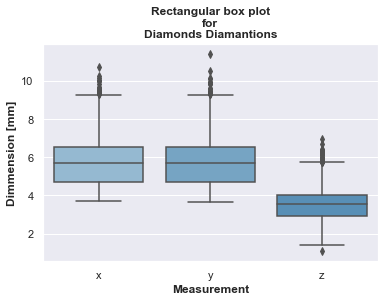 Rectangular box plot
for
Diamonds Diamantions
Dimmension [mm]
10
8
6
4
2
x y z
Measurement